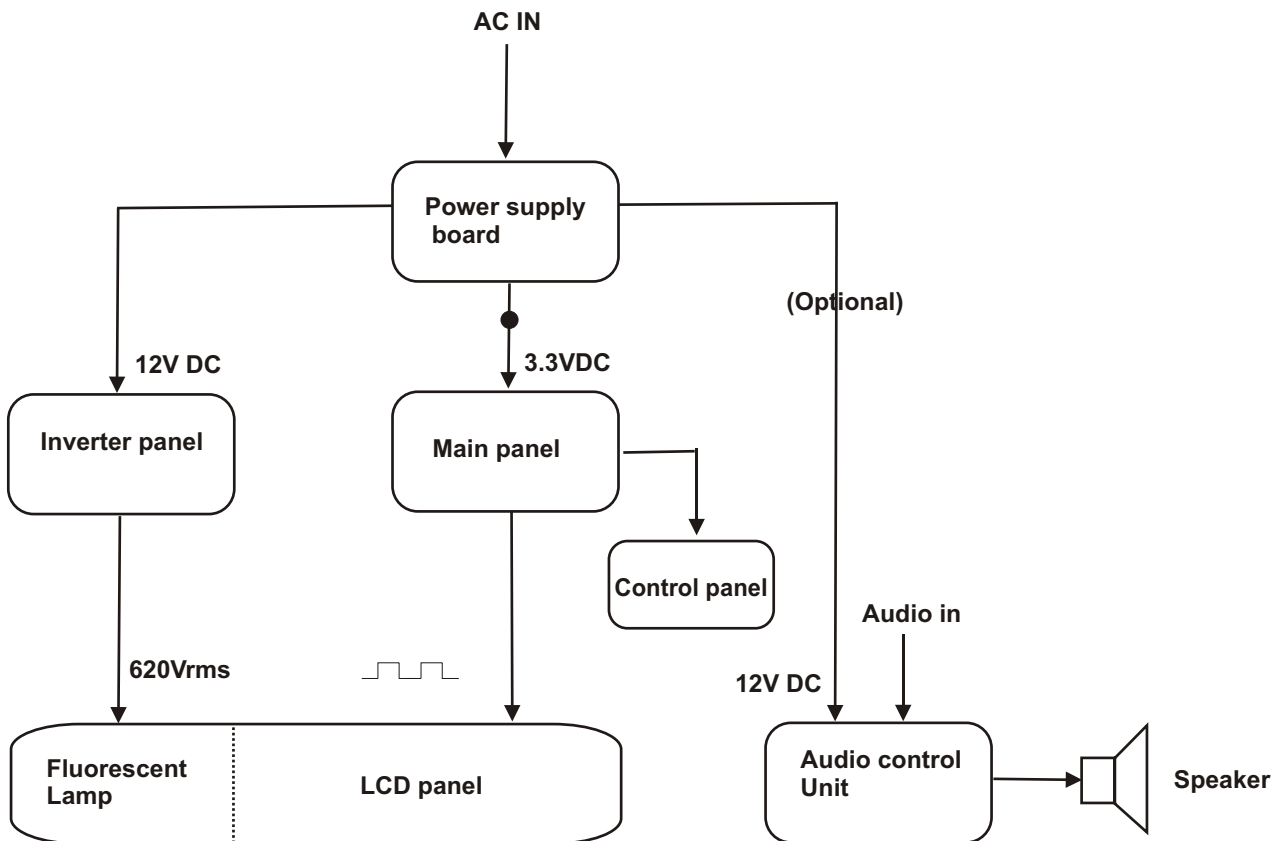 AC IN
Power supply
board
(Optional)
12V DC
3.3VDC
Inverter panel
Main panel
Control panel
Audio in
620Vrms
12V DC
Fluorescent
Lamp
LCD panel
Audio control
Unit
Speaker